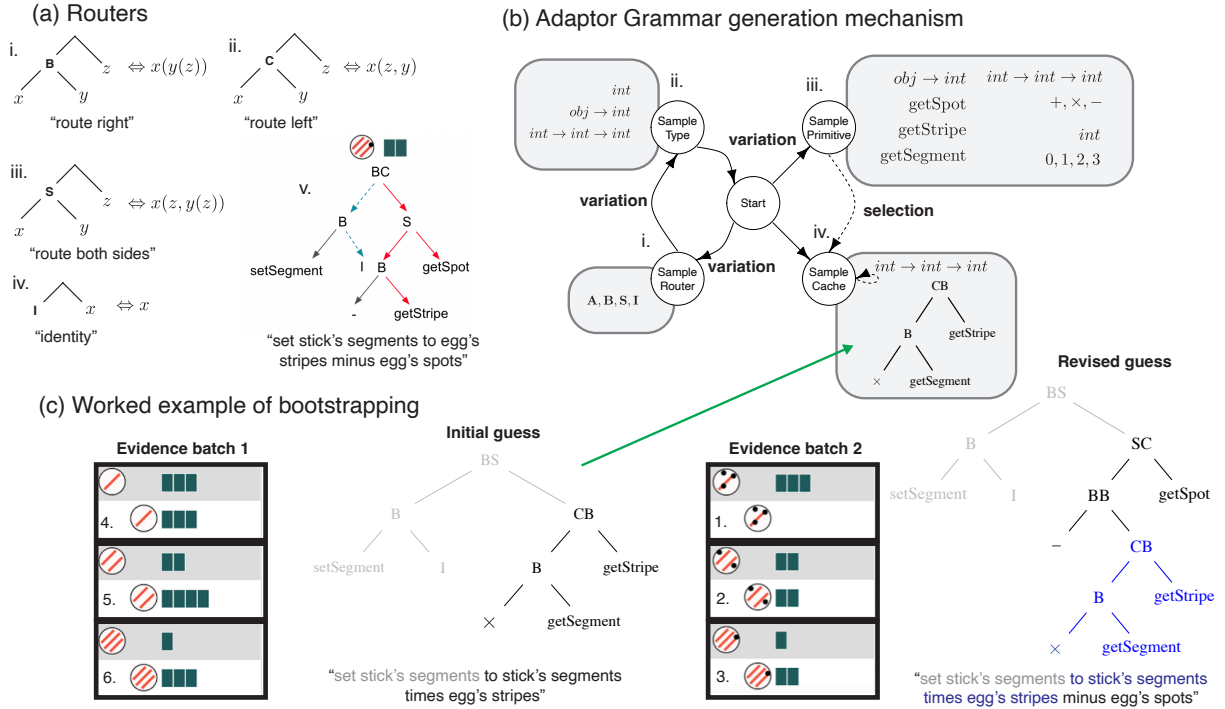 (a) Routers
i.
B
x
y
z
⇔ x(y(z))
"route right"
ii.
C
x
y
z
⇔ x(z, y)
"route left"
iii.
S
x
y
z
⇔ x(z, y(z))
"route both sides"
iv.
I
x
⇔ x
"identity"
v.
BC
B
S
setSegment
I
B
getSpot
-
getStripe
"set stick's segments to egg's
stripes minus egg's spots"
(b) Adaptor Grammar generation mechanism
int
obj → int
int → int → int
ii.
Sample
Type
iii.
Sample
Primitive
obj → int
int → int → int
getSpot
+, ×, −
getStripe
int
getSegment
0, 1, 2, 3
variation
variation
Start
selection
i.
Sample
Router
variation
A, B, S, I
iv.
Sample
Cache
int → int → int
CB
B
getStripe
×
getSegment
(c) Worked example of bootstrapping
Evidence batch 1
4.
5.
6.
Initial guess
BS
B
CB
setSegment
I
B
getStripe
×
getSegment
"set stick's segments to stick's segments
times egg's stripes"
Evidence batch 2
1.
2.
3.
Revised guess
BS
B
SC
setSegment
I
BB
getSpot
−
CB
B
getStripe
×
getSegment
"set stick's segments to stick's segments
times egg's stripes minus egg's spots"